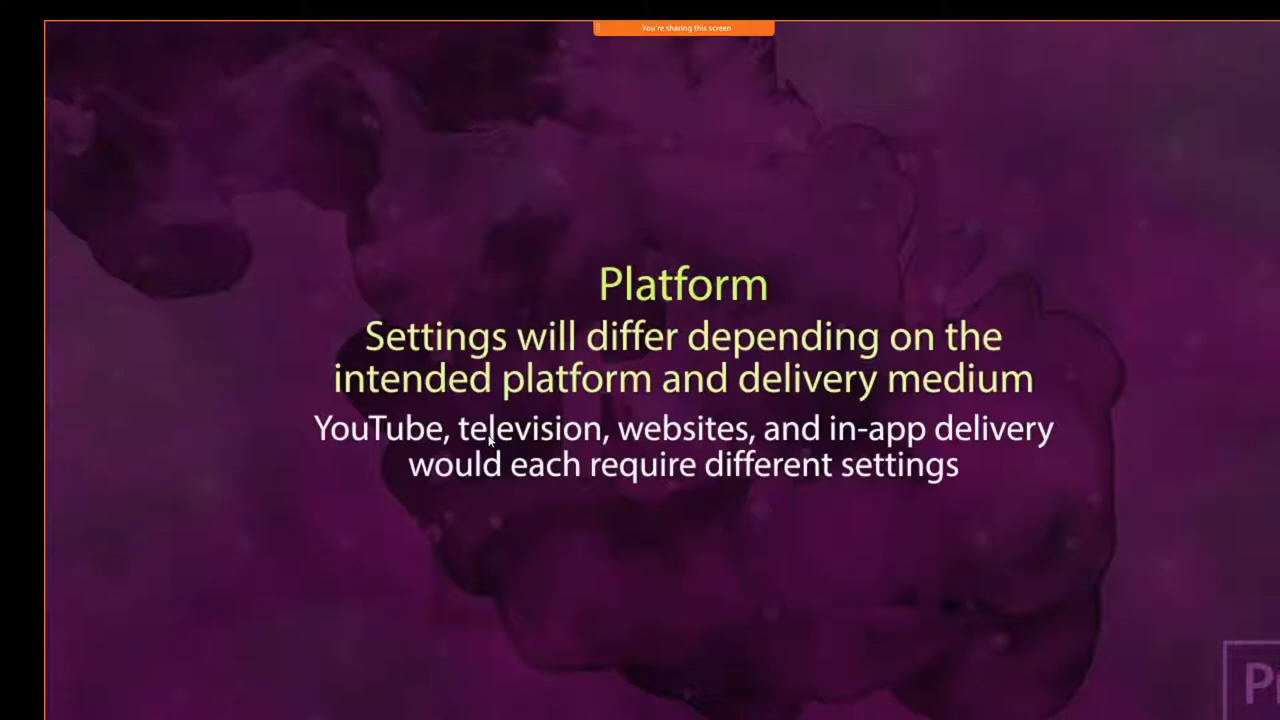 You're sharing this screen
Platform
Settings will differ depending on the
intended platform and delivery medium
YouTube, television, websites, and in-app delivery
would each require different settings
Pr